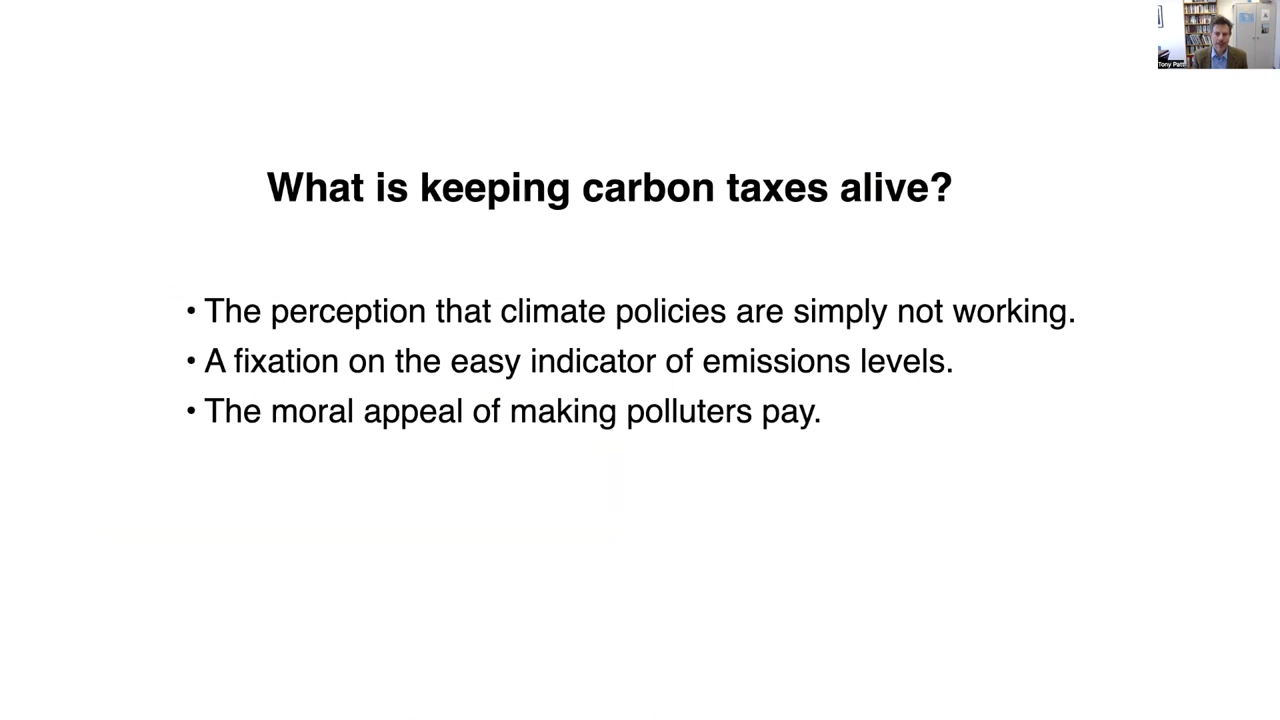 Tony Patt
What is keeping carbon taxes alive?
• The perception that climate policies are simply not working.
• A fixation on the easy indicator of emissions levels.
• The moral appeal of making polluters pay.